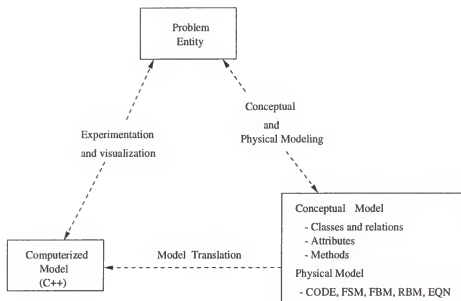 Problem
Entity
Experimentation
and visualization
Conceptual
and
Physical Modeling
Conceptual Model
- Classes and relations
- Attributes
- Methods
Physical Model
- CODE, FSM, FBM, RBM, EQN
Model Translation
Computerized
Model
(C++)